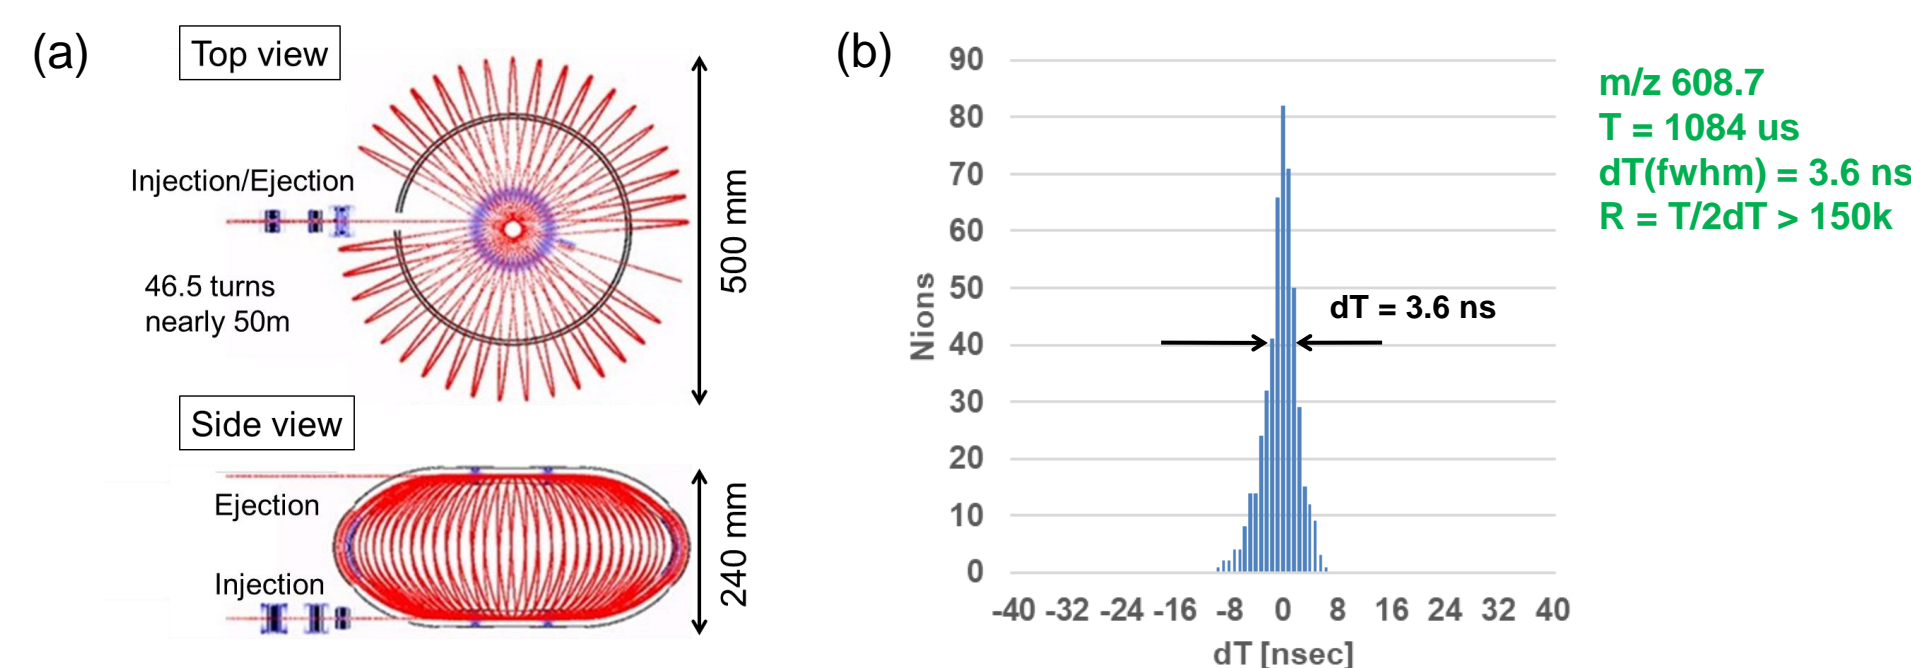 (a)
Top view
Injection/Ejection
46.5 turns
nearly 50m
500 mm
Side view
Ejection
Injection
240 mm
(b)
90
80
70
60
50
40
30
20
10
0
Nions
dT = 3.6 ns
-40 -32 -24 -16 -8 0 8 16 24 32 40
dT [nsec]
m/z 608.7
T = 1084 us
dT(fwhm) = 3.6 ns
R = T/2dT > 150k